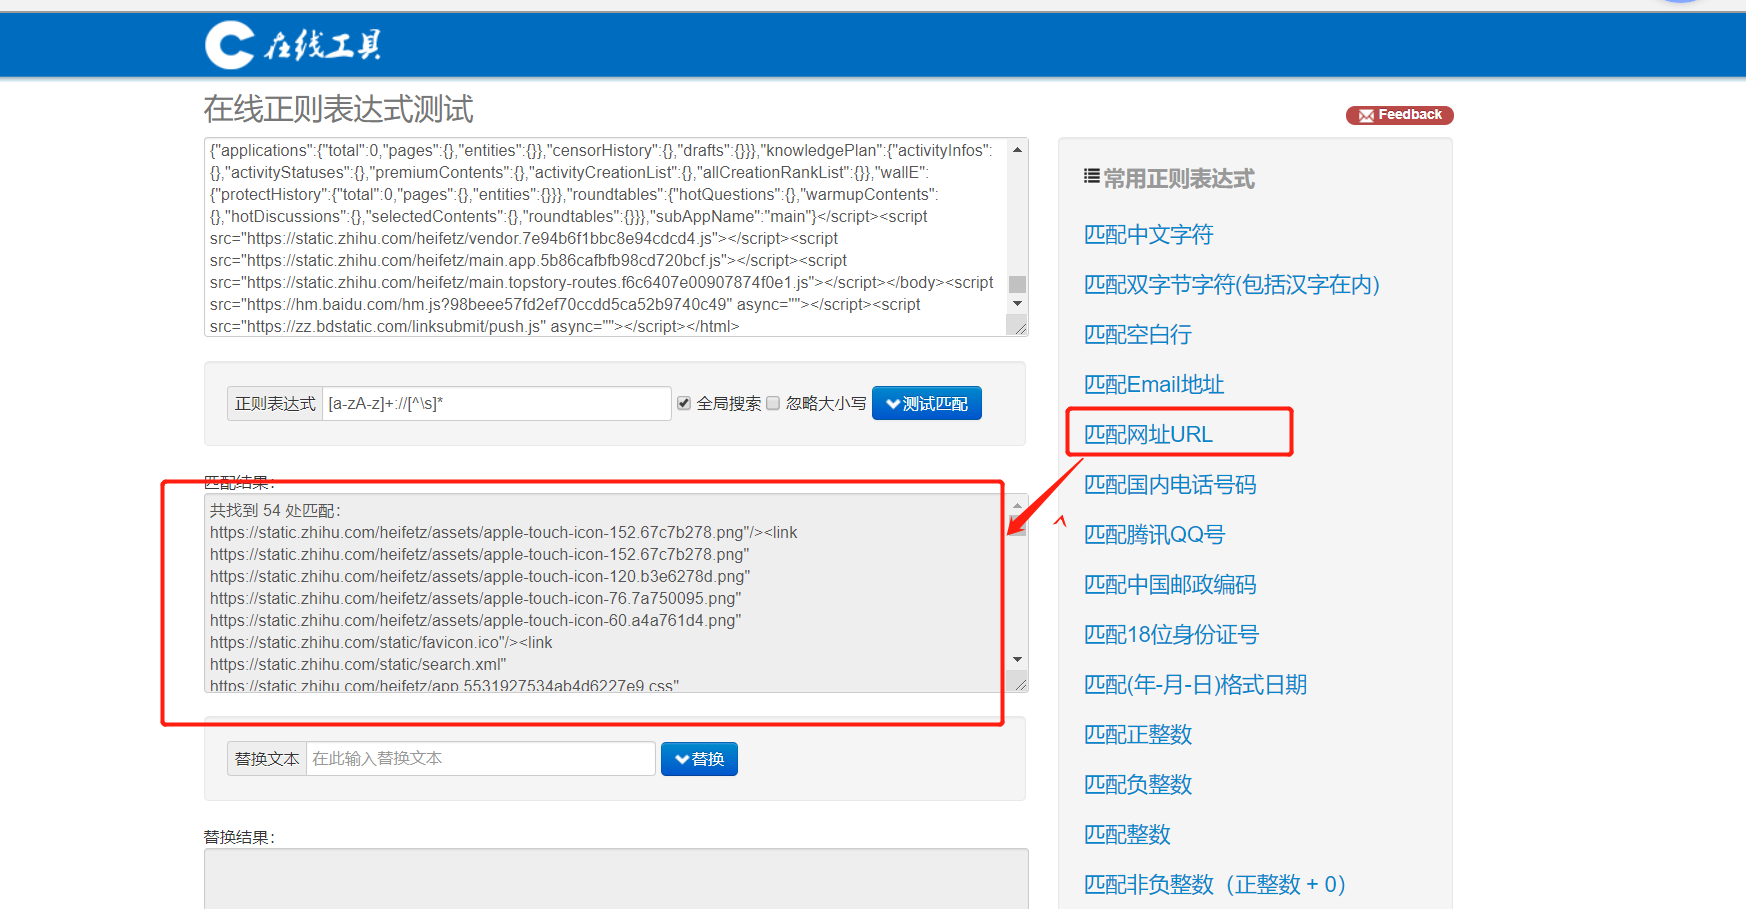 在线工具
在线正则表达式测试
Feedback
{"applications":{"total":0,"pages":{},"entities":{}},"censorHistory":{},"drafts":{}}},"knowledgePlan":{"activityInfos":
{},"activityStatuses":{},"premiumContents":{},"activityCreationList":{},"allCreationRankList":{}},"wallE":
{"protectHistory":{"total":0,"pages":{},"entities":{}}},"roundtables":{"hotQuestions":{},"warmupContents":
{},"hotDiscussions":{},"selectedContents":{},"roundtables":{}}},"subAppName":"main"}</script><script
src="https://static.zhihu.com/heifetz/vendor.7e94b6f1bbc8e94cdcd4.js"></script><script
src="https://static.zhihu.com/heifetz/main.app.5b86cafbfb98cd720bcf.js"></script><script
src="https://static.zhihu.com/heifetz/main.topstory-routes.f6c6407e00907874f0e1.js"></script></body><script
src="https://hm.baidu.com/hm.js?98beee57fd2ef70ccdd5ca52b9740c49" async=""></script><script
src="https://zz.bdstatic.com/linksubmit/push.js" async=""></script></html>
正则表达式 [a-zA-z]+://[^\s]* 全局搜索 忽略大小写 测试匹配
匹配结果：
共找到 54 处匹配：
https://static.zhihu.com/heifetz/assets/apple-touch-icon-152.67c7b278.png"/><link
https://static.zhihu.com/heifetz/assets/apple-touch-icon-152.67c7b278.png"
https://static.zhihu.com/heifetz/assets/apple-touch-icon-120.b3e6278d.png"
https://static.zhihu.com/heifetz/assets/apple-touch-icon-76.7a750095.png"
https://static.zhihu.com/heifetz/assets/apple-touch-icon-60.a4a761d4.png"
https://static.zhihu.com/static/favicon.ico"/><link
https://static.zhihu.com/static/search.xml"
https://static.zhihu.com/heifetz/app.5531927534ab4d6227e9.css"
替换文本 在此输入替换文本 替换
替换结果：
常用正则表达式
匹配中文字符
匹配双字节字符(包括汉字在内)
匹配空白行
匹配Email地址
匹配网址URL
匹配国内电话号码
匹配腾讯QQ号
匹配中国邮政编码
匹配18位身份证号
匹配(年-月-日)格式日期
匹配正整数
匹配负整数
匹配整数
匹配非负整数（正整数 + 0）